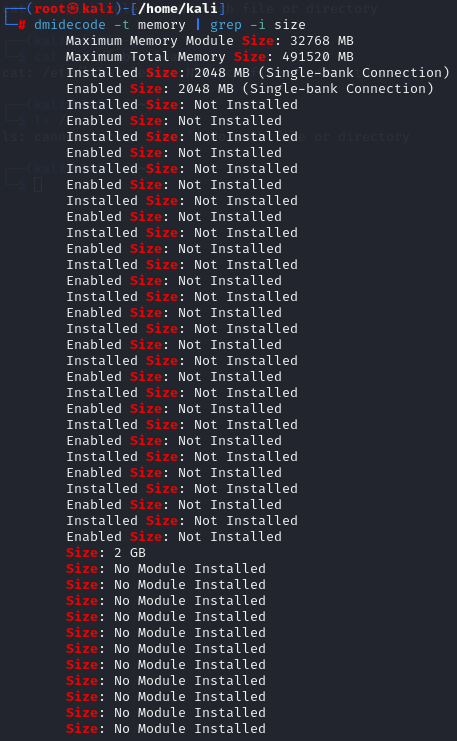 (root㉿kali)-[/home/kali]
# dmidecode -t memory | grep -i size
Maximum Memory Module Size: 32768 MB
Maximum Total Memory Size: 491520 MB
Installed Size: 2048 MB (Single-bank Connection)
Enabled Size: 2048 MB (Single-bank Connection)
Installed Size: Not Installed
Enabled Size: Not Installed
Installed Size: Not Installed
Enabled Size: Not Installed
Installed Size: Not Installed
Enabled Size: Not Installed
Installed Size: Not Installed
Enabled Size: Not Installed
Installed Size: Not Installed
Enabled Size: Not Installed
Installed Size: Not Installed
Enabled Size: Not Installed
Installed Size: Not Installed
Enabled Size: Not Installed
Installed Size: Not Installed
Enabled Size: Not Installed
Installed Size: Not Installed
Enabled Size: Not Installed
Installed Size: Not Installed
Enabled Size: Not Installed
Installed Size: Not Installed
Enabled Size: Not Installed
Installed Size: Not Installed
Enabled Size: Not Installed
Installed Size: Not Installed
Enabled Size: Not Installed
Installed Size: Not Installed
Enabled Size: Not Installed
Size: 2 GB
Size: No Module Installed
Size: No Module Installed
Size: No Module Installed
Size: No Module Installed
Size: No Module Installed
Size: No Module Installed
Size: No Module Installed
Size: No Module Installed
Size: No Module Installed
Size: No Module Installed
Size: No Module Installed